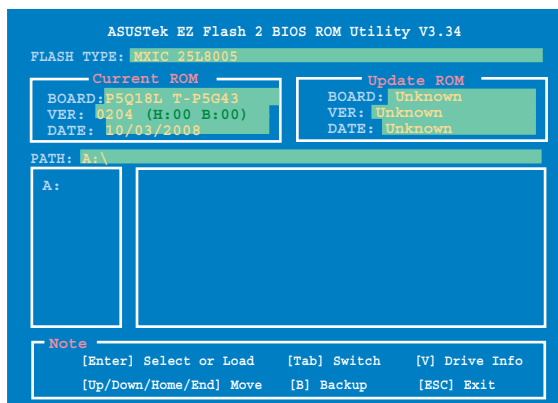 ASUSTek EZ Flash 2 BIOS ROM Utility V3.34
FLASH TYPE: MXIC 25L8005
Current ROM
BOARD:P5Q18L T-P5G43
VER: 0204 (H:00 B:00)
DATE: 10/03/2008
Update ROM
BOARD: Unknown
VER: Unknown
DATE: Unknown
PATH: A:\
A:
Note
[Enter] Select or Load [Tab] Switch [V] Drive Info
[Up/Down/Home/End] Move [B] Backup [ESC] Exit